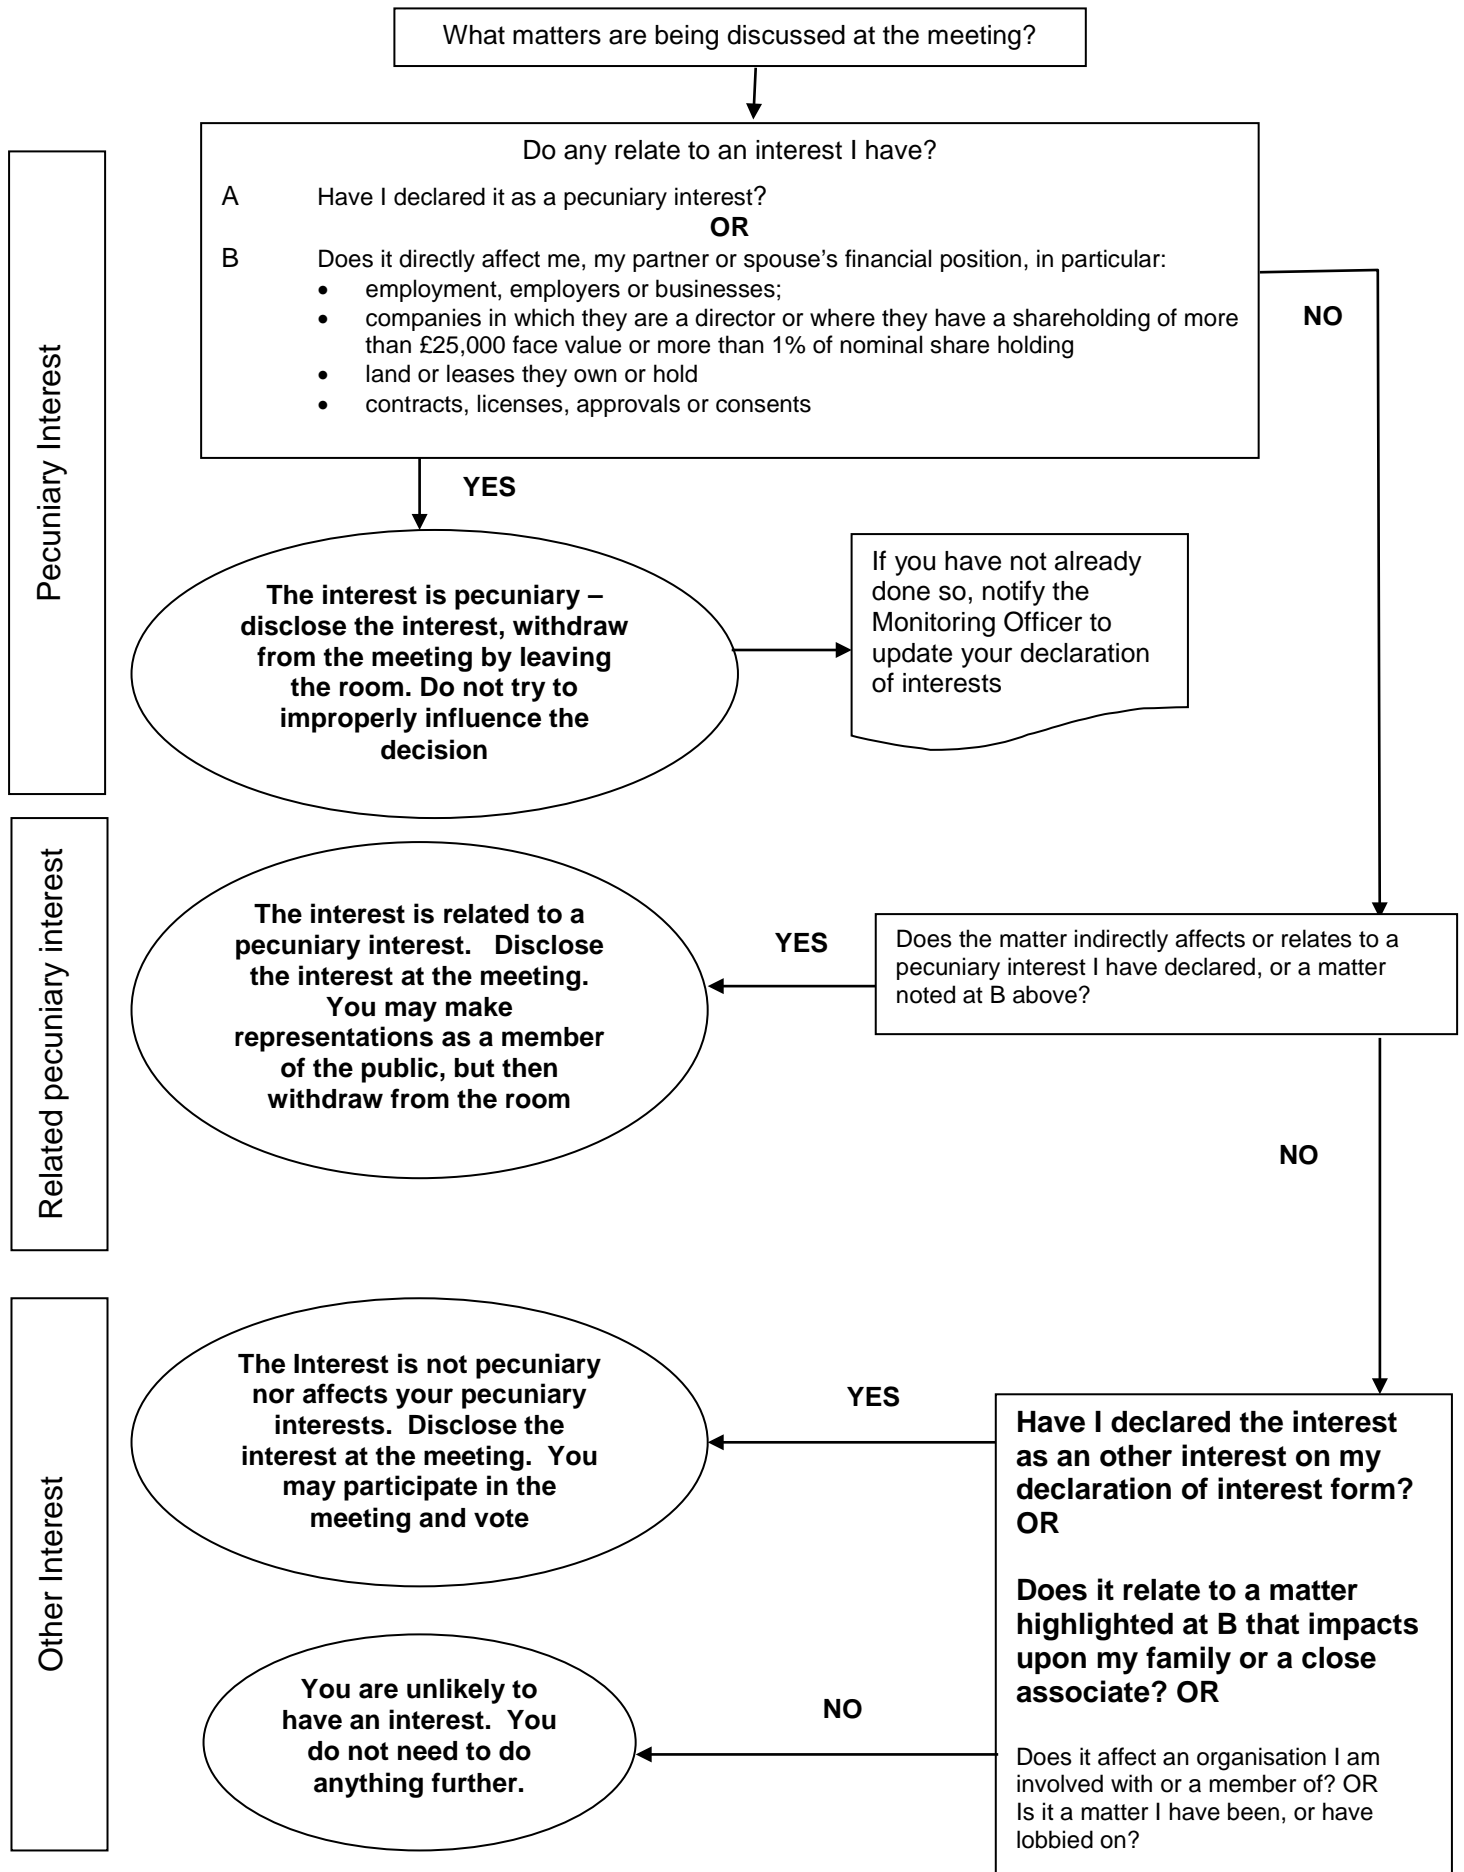 What matters are being discussed at the meeting?
Do any relate to an interest I have?
A Have I declared it as a pecuniary interest?
OR
B Does it directly affect me, my partner or spouse’s financial position, in particular:
• employment, employers or businesses;
• companies in which they are a director or where they have a shareholding of more
than £25,000 face value or more than 1% of nominal share holding
• land or leases they own or hold
• contracts, licenses, approvals or consents
NO
Pecuniary Interest
YES
The interest is pecuniary –
disclose the interest, withdraw
from the meeting by leaving
the room. Do not try to
improperly influence the
decision
If you have not already
done so, notify the
Monitoring Officer to
update your declaration
of interests
Related pecuniary interest
The interest is related to a
pecuniary interest. Disclose
the interest at the meeting.
You may make
representations as a member
of the public, but then
withdraw from the room
YES
Does the matter indirectly affects or relates to a
pecuniary interest I have declared, or a matter
noted at B above?
NO
Other Interest
The Interest is not pecuniary
nor affects your pecuniary
interests. Disclose the
interest at the meeting. You
may participate in the
meeting and vote
YES
Have I declared the interest
as an other interest on my
declaration of interest form?
OR
Does it relate to a matter
highlighted at B that impacts
upon my family or a close
associate? OR
Does it affect an organisation I am
involved with or a member of? OR
Is it a matter I have been, or have
lobbied on?
NO
You are unlikely to
have an interest. You
do not need to do
anything further.